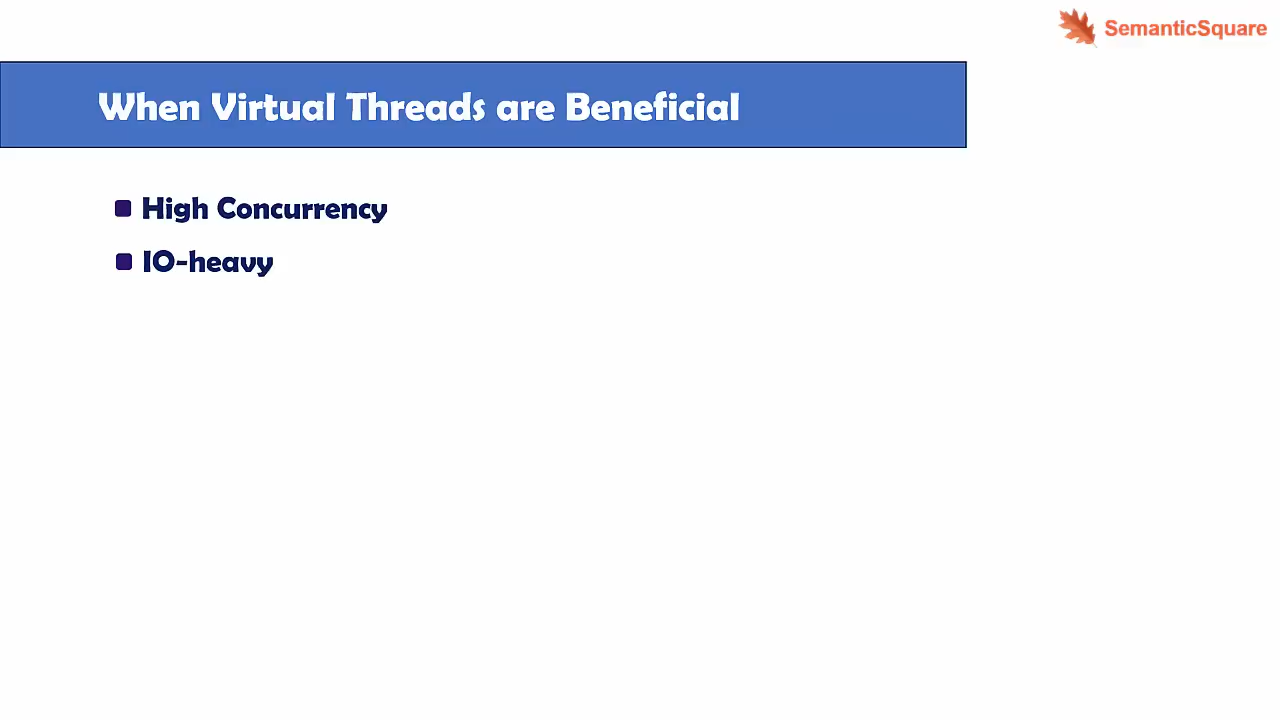 SemanticSquare
When Virtual Threads are Beneficial
High Concurrency
IO-heavy